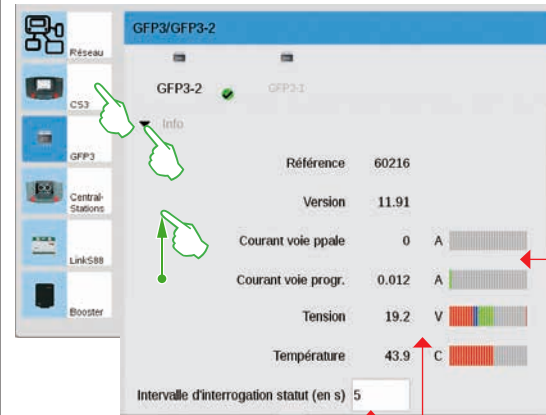 Réseau
CS3
GFP3
Central-
Stations
LinkS88
Booster
GFP3/GFP3-2
GFP3-2
GFP3-1
Info
Référence 60216
Version 11.91
Courant voie ppale 0 A
Courant voie progr. 0.012 A
Tension 19.2 V
Température 43.9 C
Intervalle d'interrogation statut (en s) 5